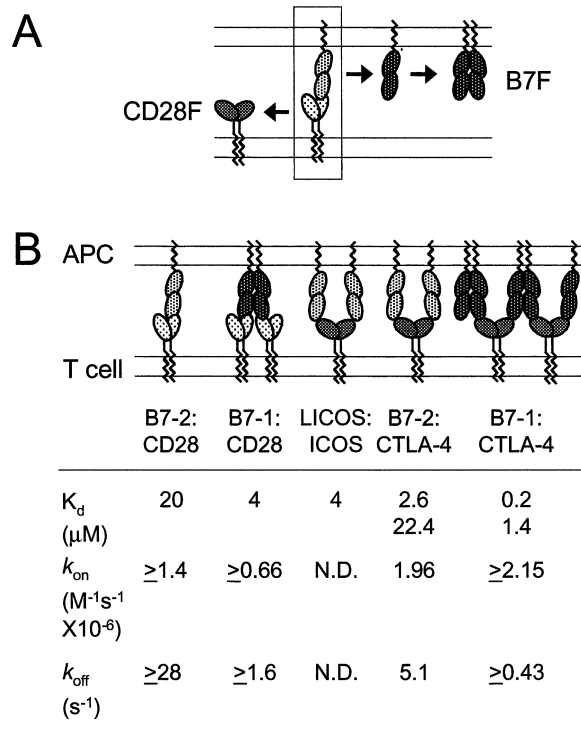 A
CD28F
B7F
B
APC
T cell
B7-2: B7-1: LICOS: B7-2: B7-1:
CD28 CD28 ICOS CTLA-4 CTLA-4
Kd 20 4 4 2.6 0.2
(μM) 22.4 1.4
kon ≥1.4 ≥0.66 N.D. 1.96 ≥2.15
(M-1s-1
X10-6)
koff ≥28 ≥1.6 N.D. 5.1 ≥0.43
(s-1)